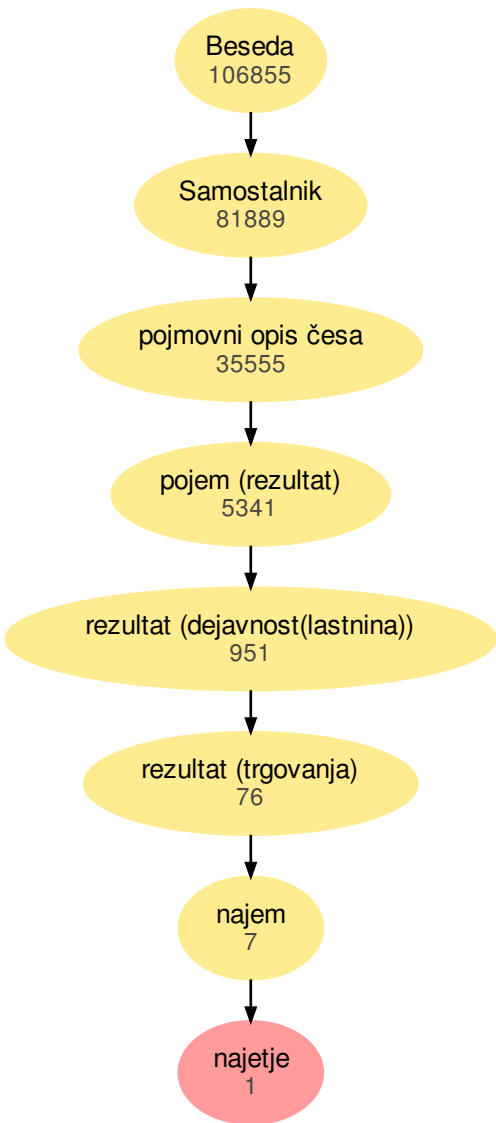 Beseda
106855
Samostalnik
81889
pojmovni opis česa
35555
pojem (rezultat)
5341
rezultat (dejavnost(lastnina))
951
rezultat (trgovanja)
76
najem
7
najetje
1